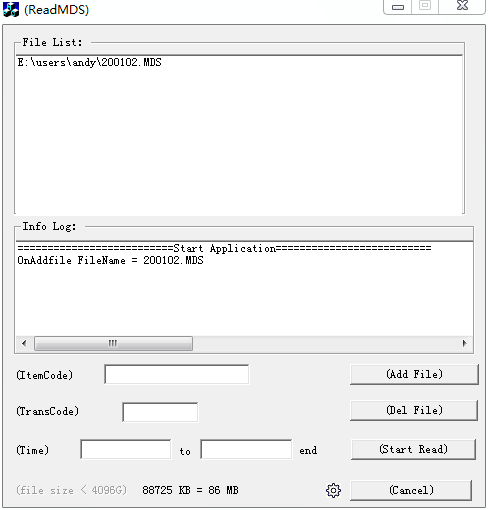 (ReadMDS)
File List:
E:\users\andy\200102.MDS
Info Log:
==========================Start Application==========================
OnAddfile FileName = 200102.MDS
(ItemCode)
(Add File)
(TransCode)
(Del File)
(Time) to end
(Start Read)
(file size < 4096G) 88725 KB = 86 MB
(Cancel)